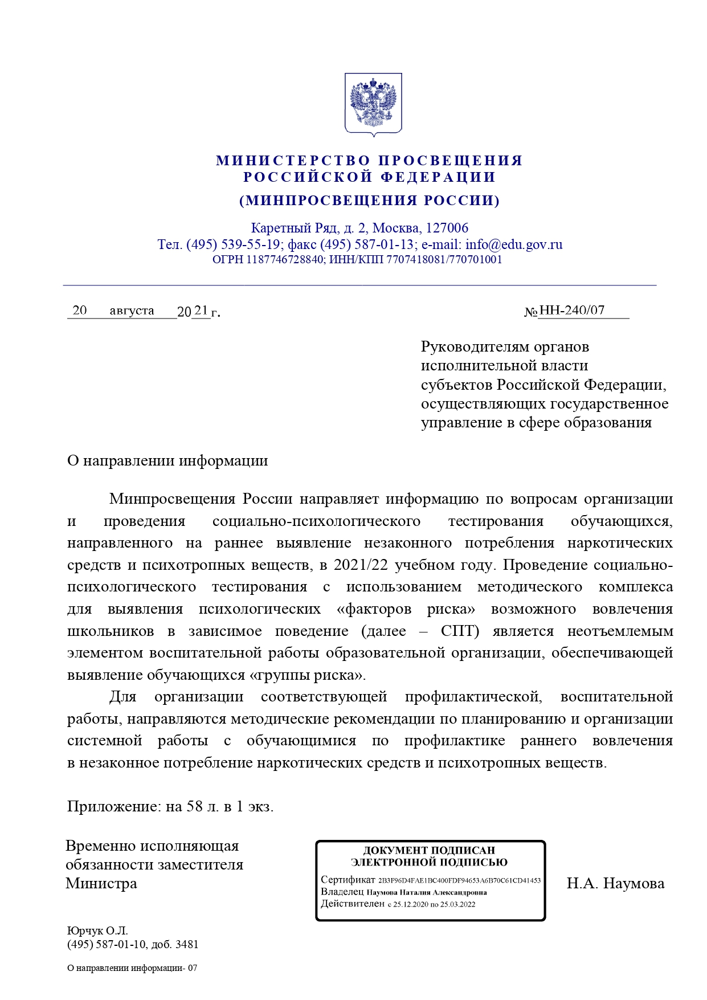 МИНИСТЕРСТВО ПРОСВЕЩЕНИЯ
РОССИЙСКОЙ ФЕДЕРАЦИИ
(МИНПРОСВЕЩЕНИЯ РОССИИ)
Каретный Ряд, д. 2, Москва, 127006
Тел. (495) 539-55-19; факс (495) 587-01-13; e-mail: info@edu.gov.ru
ОГРН 1187746728840; ИНН/КПП 7707418081/770701001
20 августа 2021 г. № НН-240/07
Руководителям органов
исполнительной власти
субъектов Российской Федерации,
осуществляющих государственное
управление в сфере образования
О направлении информации
Минпросвещения России направляет информацию по вопросам организации
и проведения социально-психологического тестирования обучающихся,
направленного на раннее выявление незаконного потребления наркотических
средств и психотропных веществ, в 2021/22 учебном году. Проведение социально-
психологического тестирования с использованием методического комплекса
для выявления психологических «факторов риска» возможного вовлечения
школьников в зависимое поведение (далее – СПТ) является неотъемлемым
элементом воспитательной работы образовательной организации, обеспечивающей
выявление обучающихся «группы риска».
Для организации соответствующей профилактической, воспитательной
работы, направляются методические рекомендации по планированию и организации
системной работы с обучающимися по профилактике раннего вовлечения
в незаконное потребление наркотических средств и психотропных веществ.
Приложение: на 58 л. в 1 экз.
Временно исполняющая
обязанности заместителя
Министра
ДОКУМЕНТ ПОДПИСАН
ЭЛЕКТРОННОЙ ПОДПИСЬЮ
Сертификат 2B3F96D4FAE1BC400FDF94653A6B70C61CD41453
Владелец Наумова Наталия Александровна
Действителен с 25.12.2020 по 25.03.2022
Н.А. Наумова
Юрчук О.Л.
(495) 587-01-10, доб. 3481
О направлении информации- 07